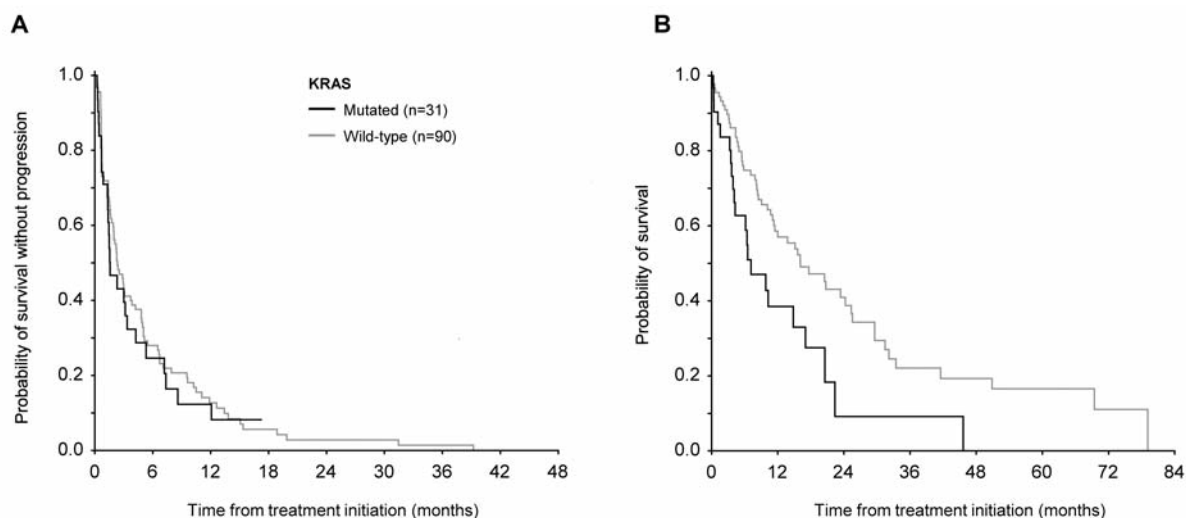 A
KRAS
Mutated (n=31)
Wild-type (n=90)
Probability of survival without progression
1.0
0.8
0.6
0.4
0.2
0.0
0 6 12 18 24 30 36 42 48
Time from treatment initiation (months)
B
Probability of survival
1.0
0.8
0.6
0.4
0.2
0.0
0 12 24 36 48 60 72 84
Time from treatment initiation (months)